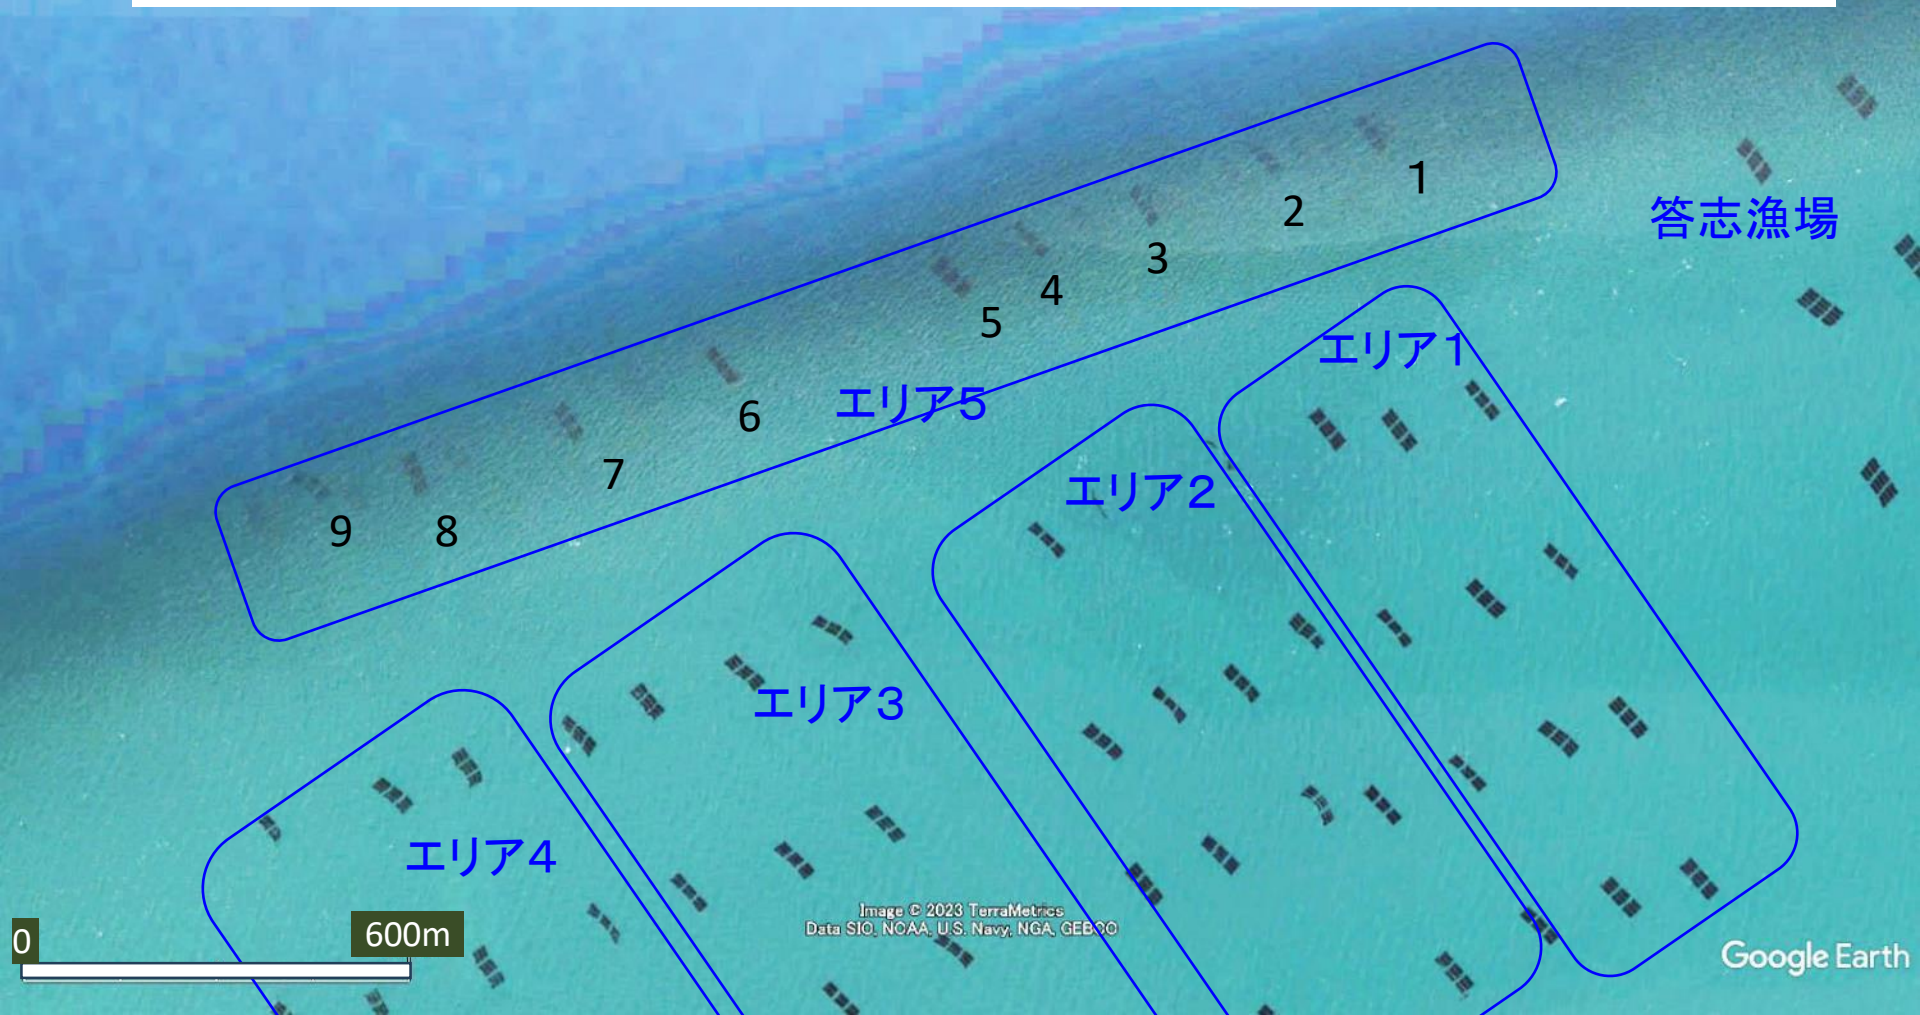 1
2
答志漁場
3
4
5
エリア1
エリア5
6
7
エリア2
9
8
エリア3
エリア4
0
600m
Image © 2023 TerraMetrics
Data SIO, NOAA, U.S. Navy, NGA, GEBCO
Google Earth